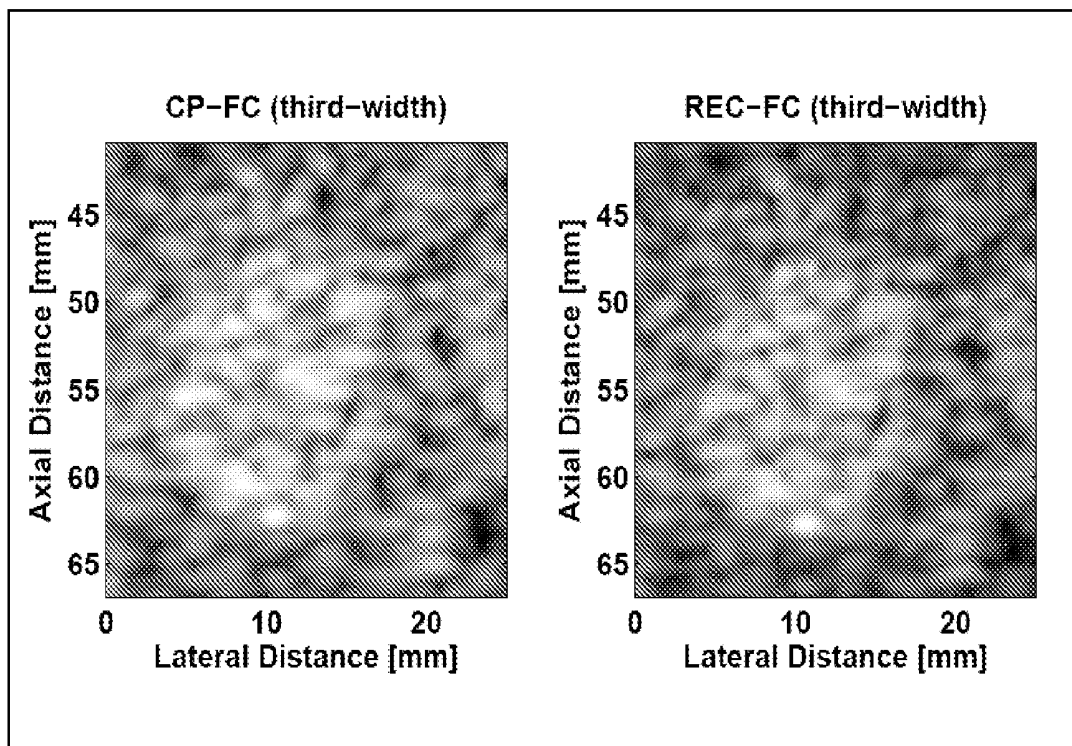 CP-FC (third-width)
Axial Distance [mm]
45
50
55
60
65
0 10 20
Lateral Distance [mm]
REC-FC (third-width)
Axial Distance [mm]
45
50
55
60
65
0 10 20
Lateral Distance [mm]